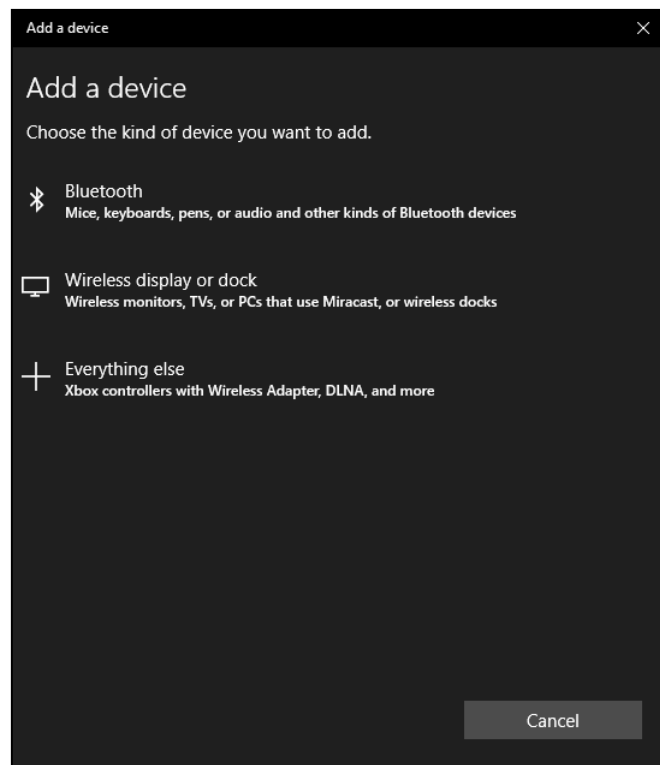 Add a device
Add a device
Choose the kind of device you want to add.
Bluetooth
Mice, keyboards, pens, or audio and other kinds of Bluetooth devices
Wireless display or dock
Wireless monitors, TVs, or PCs that use Miracast, or wireless docks
Everything else
Xbox controllers with Wireless Adapter, DLNA, and more
Cancel